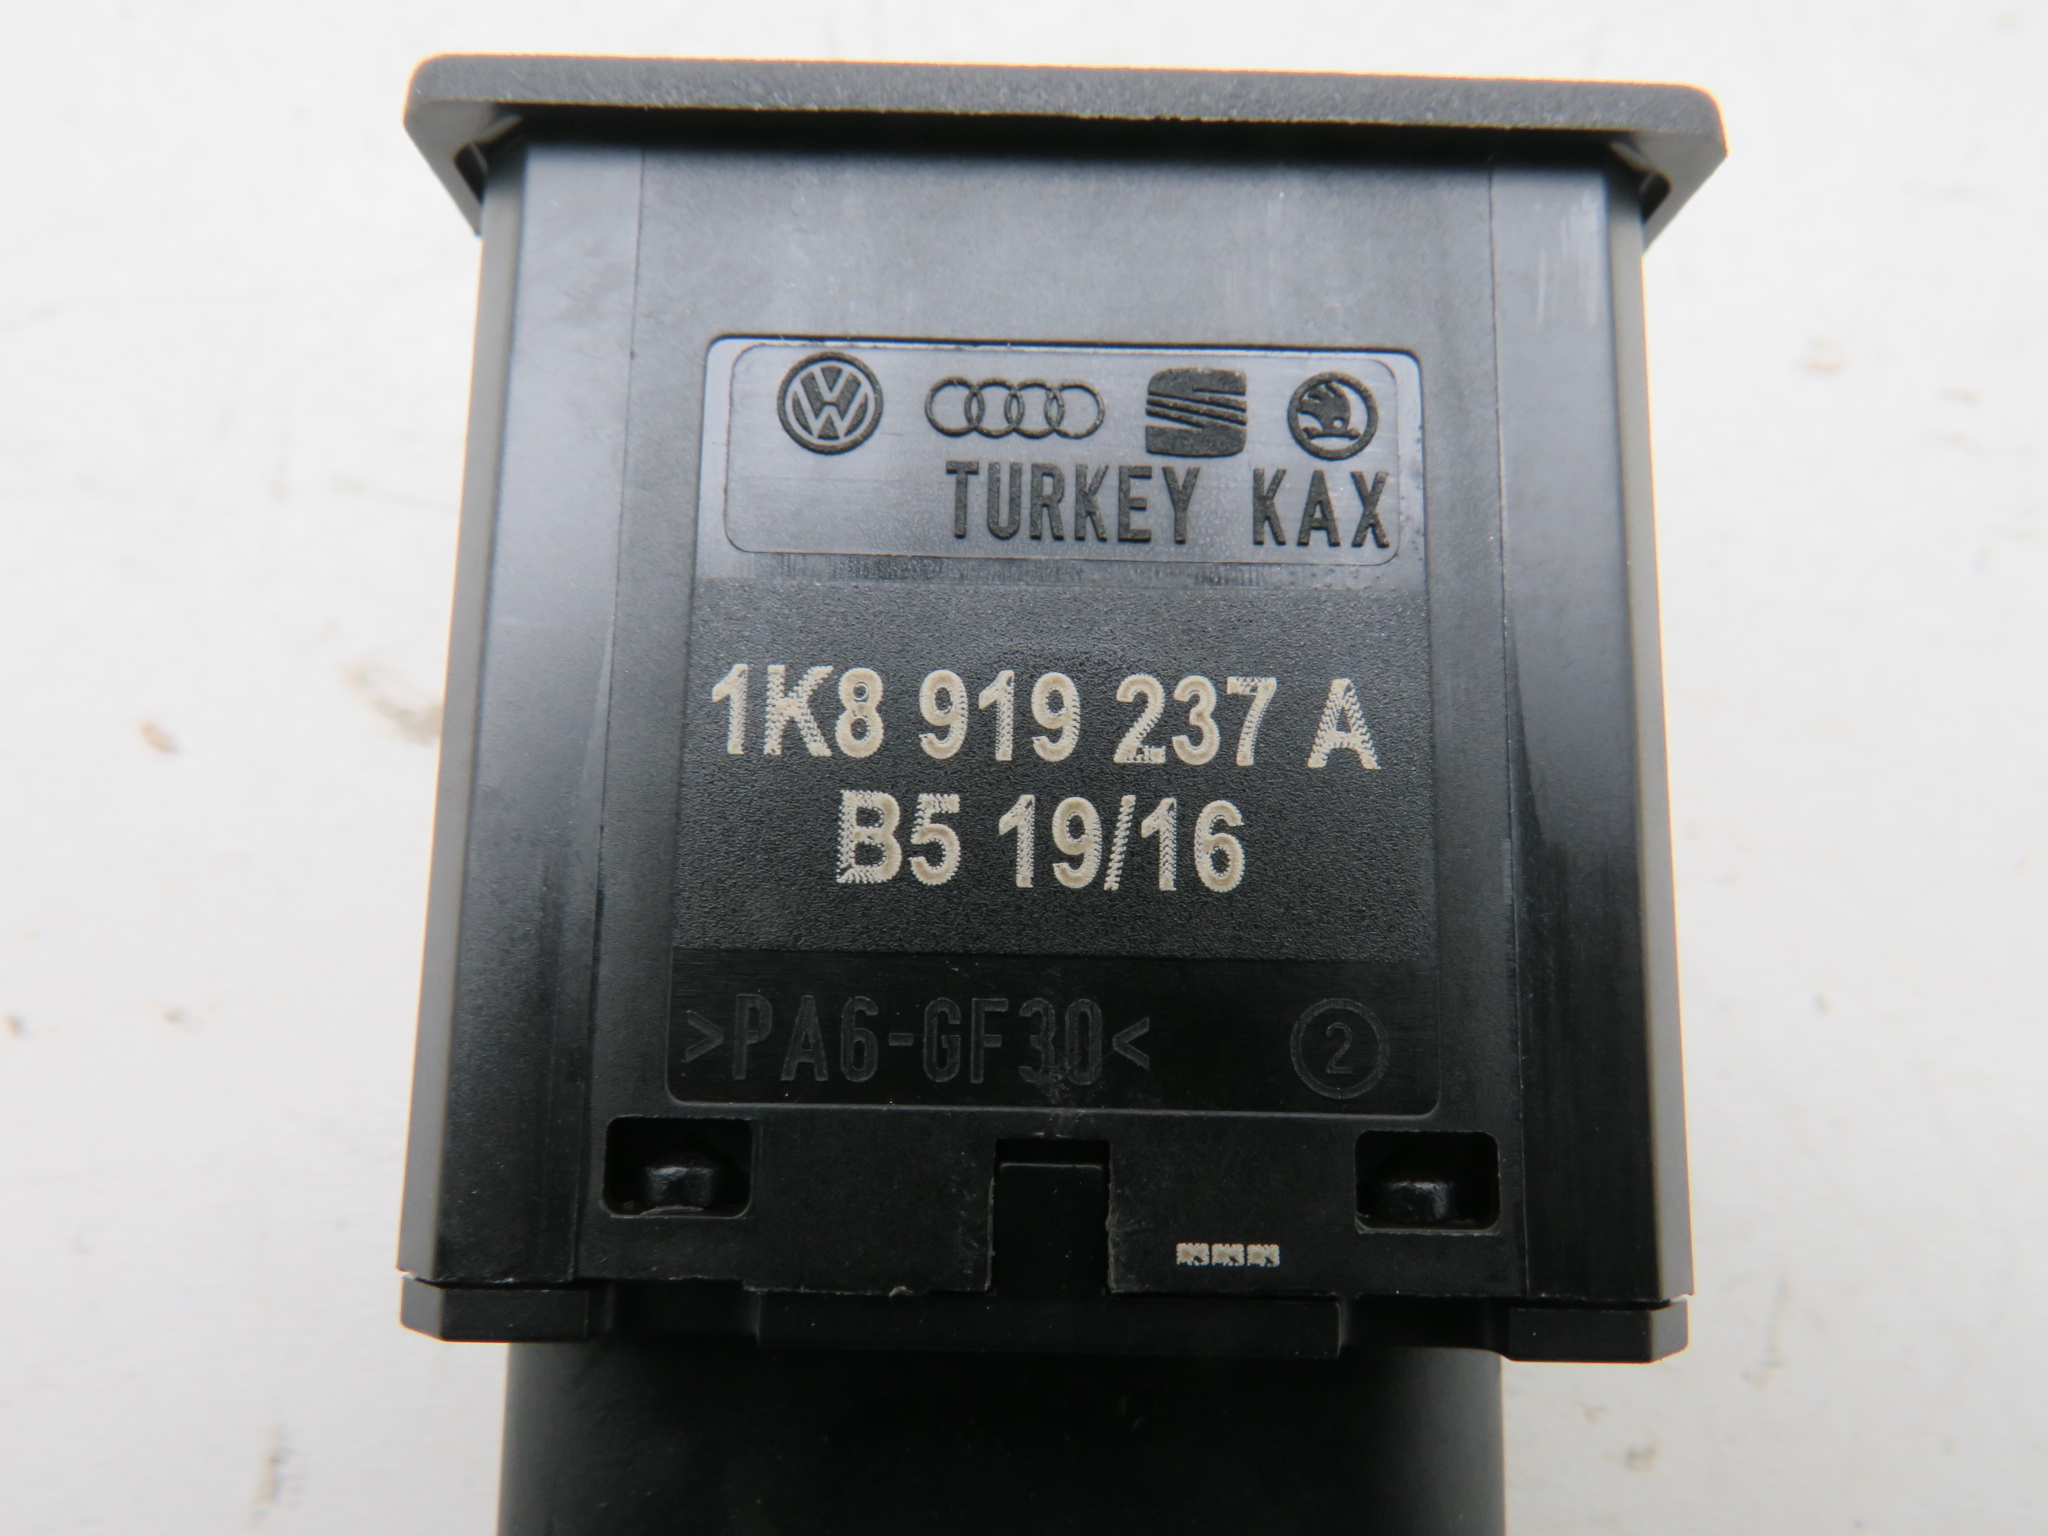 TURKEY KAX
1K8 919 237 A
B5 19/16
>PA6-GF30< 2